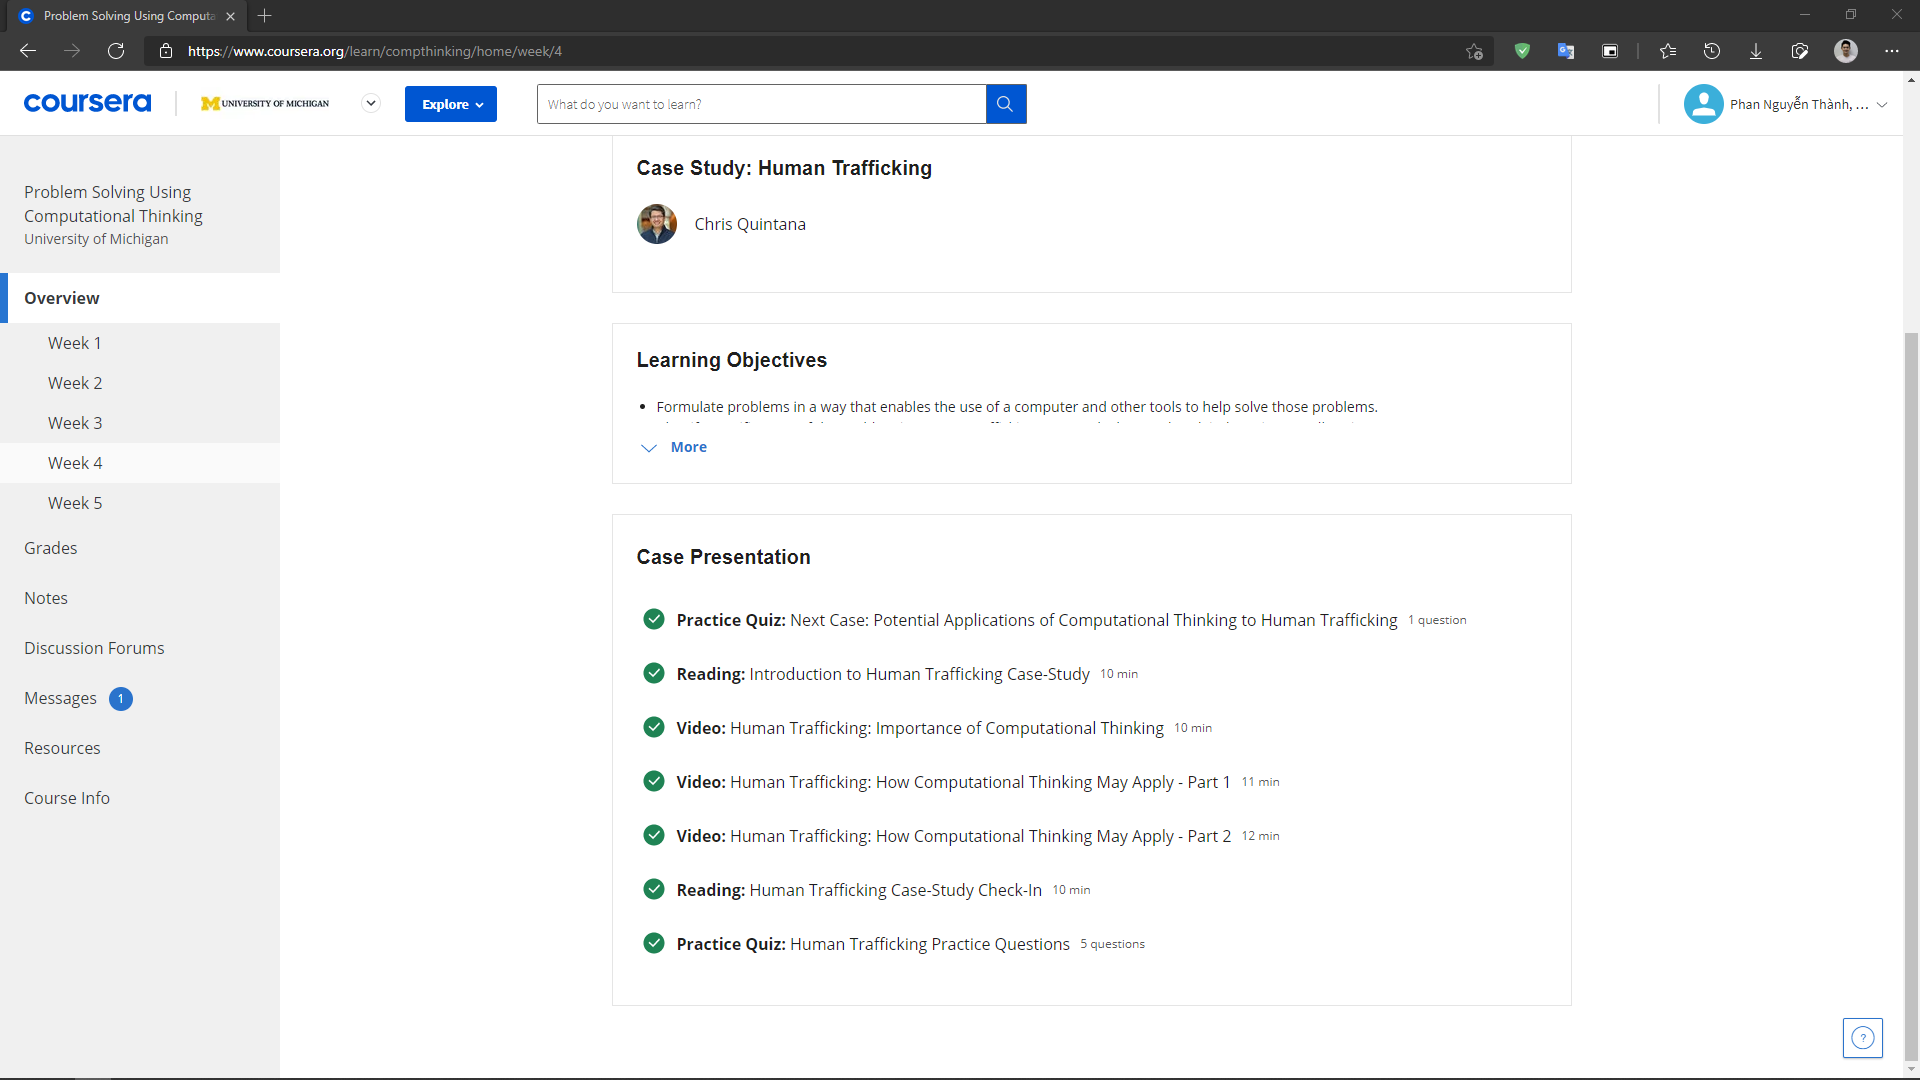 Problem Solving Using Computa
https://www.coursera.org/learn/compthinking/home/week/4
coursera
UNIVERSITY OF MICHIGAN
Explore
What do you want to learn?
Phan Nguyễn Thành, ...
Problem Solving Using
Computational Thinking
University of Michigan
Overview
Week 1
Week 2
Week 3
Week 4
Week 5
Grades
Notes
Discussion Forums
Messages 1
Resources
Course Info
Case Study: Human Trafficking
Chris Quintana
Learning Objectives
Formulate problems in a way that enables the use of a computer and other tools to help solve those problems.
More
Case Presentation
Practice Quiz: Next Case: Potential Applications of Computational Thinking to Human Trafficking 1 question
Reading: Introduction to Human Trafficking Case-Study 10 min
Video: Human Trafficking: Importance of Computational Thinking 10 min
Video: Human Trafficking: How Computational Thinking May Apply - Part 1 11 min
Video: Human Trafficking: How Computational Thinking May Apply - Part 2 12 min
Reading: Human Trafficking Case-Study Check-In 10 min
Practice Quiz: Human Trafficking Practice Questions 5 questions
?